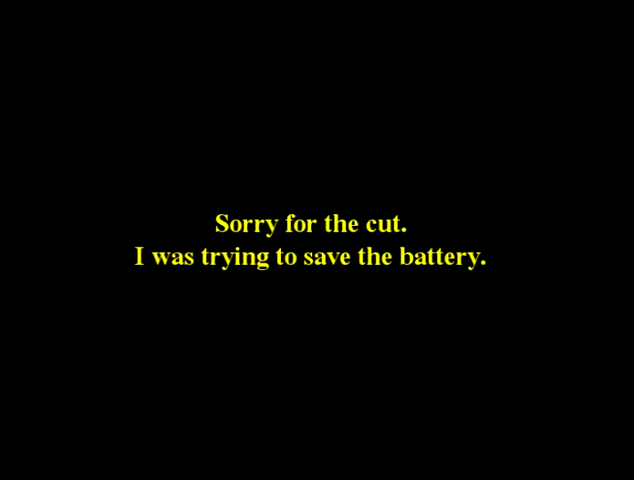 Sorry for the cut.
I was trying to save the battery.